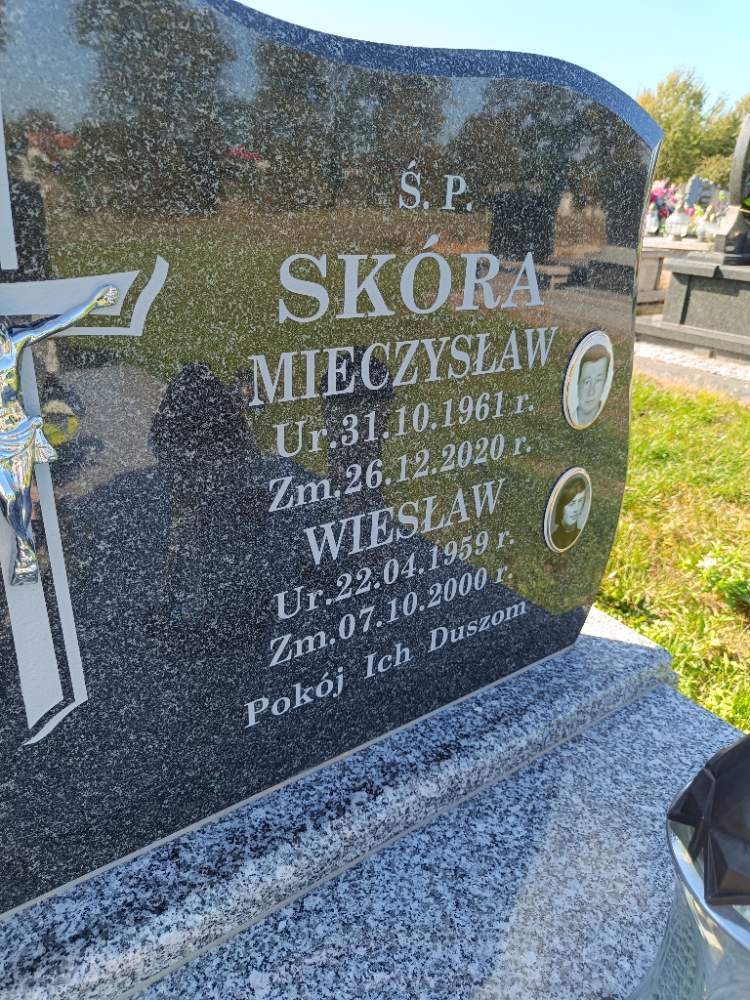 Ś. P.
SKÓRA
MIECZYSŁAW
Ur.31.10.1961 r.
Zm.26.12.2020 r.
WIESŁAW
Ur.22.04.1959 r.
Zm.07.10.2000 r.
Pokój Ich Duszom